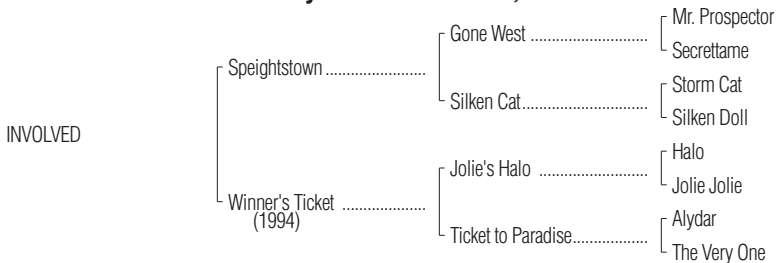 Mr. Prospector
Gone West
Secrettame
Speightstown
Storm Cat
Silken Cat
Silken Doll
INVOLVED
Halo
Jolie's Halo
Jolie Jolie
Winner's Ticket
(1994)
Alydar
Ticket to Paradise
The Very One